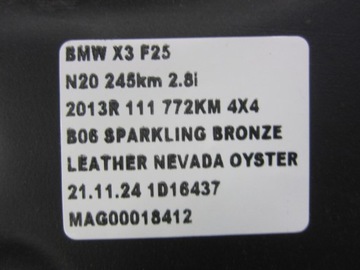 BMW X3 F25
N20 245km 2.8i
2013R 111 772KM 4X4
B06 SPARKLING BRONZE
LEATHER NEVADA OYSTER
21.11.24 1D16437
MAG00018412